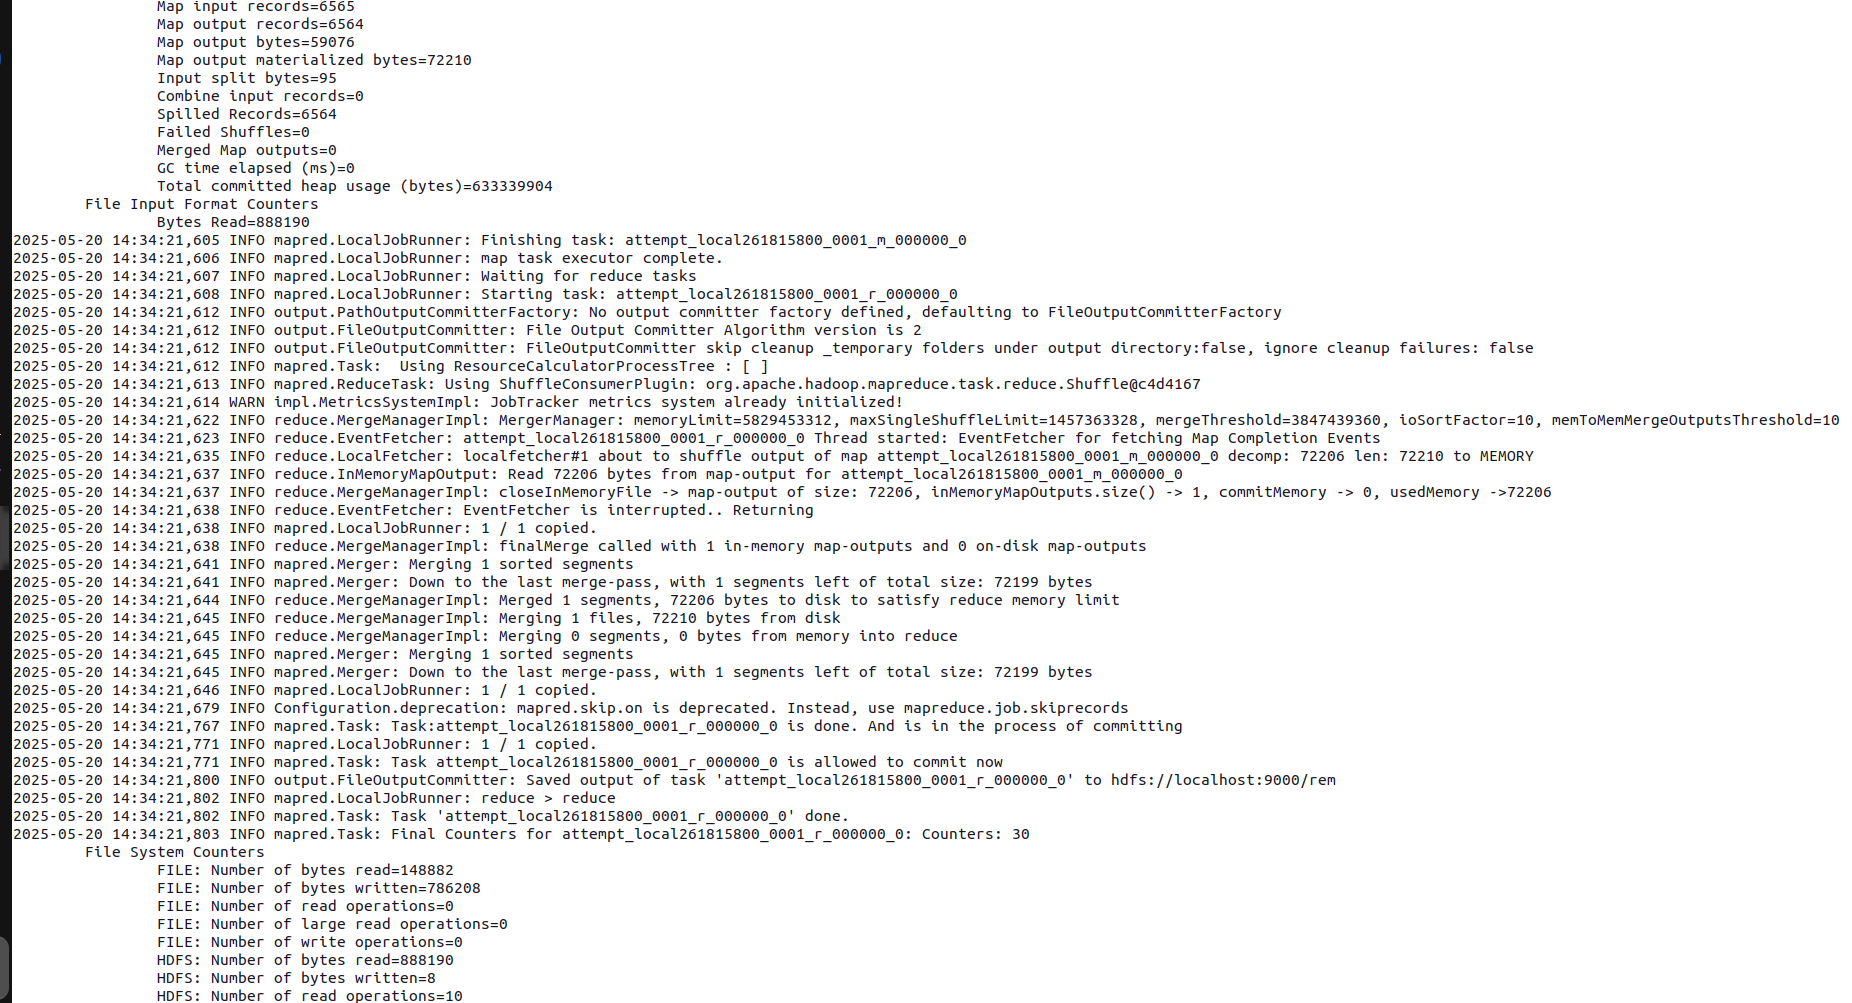 Map input records=6565
Map output records=6564
Map output bytes=59076
Map output materialized bytes=72210
Input split bytes=95
Combine input records=0
Spilled Records=6564
Failed Shuffles=0
Merged Map outputs=0
GC time elapsed (ms)=0
Total committed heap usage (bytes)=633339904
File Input Format Counters
Bytes Read=888190
2025-05-20 14:34:21,605 INFO mapred.LocalJobRunner: Finishing task: attempt_local261815800_0001_m_000000_0
2025-05-20 14:34:21,606 INFO mapred.LocalJobRunner: map task executor complete.
2025-05-20 14:34:21,607 INFO mapred.LocalJobRunner: Waiting for reduce tasks
2025-05-20 14:34:21,608 INFO mapred.LocalJobRunner: Starting task: attempt_local261815800_0001_r_000000_0
2025-05-20 14:34:21,612 INFO output.PathOutputCommitterFactory: No output committer factory defined, defaulting to FileOutputCommitterFactory
2025-05-20 14:34:21,612 INFO output.FileOutputCommitter: File Output Committer Algorithm version is 2
2025-05-20 14:34:21,612 INFO output.FileOutputCommitter: FileOutputCommitter skip cleanup _temporary folders under output directory:false, ignore cleanup failures: false
2025-05-20 14:34:21,612 INFO mapred.Task:  Using ResourceCalculatorProcessTree : [ ]
2025-05-20 14:34:21,613 INFO mapred.ReduceTask: Using ShuffleConsumerPlugin: org.apache.hadoop.mapreduce.task.reduce.Shuffle@c4d4167
2025-05-20 14:34:21,614 WARN impl.MetricsSystemImpl: JobTracker metrics system already initialized!
2025-05-20 14:34:21,622 INFO reduce.MergeManagerImpl: MergerManager: memoryLimit=5829453312, maxSingleShuffleLimit=1457363328, mergeThreshold=3847439360, ioSortFactor=10, memToMemMergeOutputsThreshold=10
2025-05-20 14:34:21,623 INFO reduce.EventFetcher: attempt_local261815800_0001_r_000000_0 Thread started: EventFetcher for fetching Map Completion Events
2025-05-20 14:34:21,635 INFO reduce.LocalFetcher: localfetcher#1 about to shuffle output of map attempt_local261815800_0001_m_000000_0 decomp: 72206 len: 72210 to MEMORY
2025-05-20 14:34:21,637 INFO reduce.InMemoryMapOutput: Read 72206 bytes from map-output for attempt_local261815800_0001_m_000000_0
2025-05-20 14:34:21,637 INFO reduce.MergeManagerImpl: closeInMemoryFile -> map-output of size: 72206, inMemoryMapOutputs.size() -> 1, commitMemory -> 0, usedMemory ->72206
2025-05-20 14:34:21,638 INFO reduce.EventFetcher: EventFetcher is interrupted.. Returning
2025-05-20 14:34:21,638 INFO mapred.LocalJobRunner: 1 / 1 copied.
2025-05-20 14:34:21,638 INFO reduce.MergeManagerImpl: finalMerge called with 1 in-memory map-outputs and 0 on-disk map-outputs
2025-05-20 14:34:21,641 INFO mapred.Merger: Merging 1 sorted segments
2025-05-20 14:34:21,641 INFO mapred.Merger: Down to the last merge-pass, with 1 segments left of total size: 72199 bytes
2025-05-20 14:34:21,644 INFO reduce.MergeManagerImpl: Merged 1 segments, 72206 bytes to disk to satisfy reduce memory limit
2025-05-20 14:34:21,645 INFO reduce.MergeManagerImpl: Merging 1 files, 72210 bytes from disk
2025-05-20 14:34:21,645 INFO reduce.MergeManagerImpl: Merging 0 segments, 0 bytes from memory into reduce
2025-05-20 14:34:21,645 INFO mapred.Merger: Merging 1 sorted segments
2025-05-20 14:34:21,645 INFO mapred.Merger: Down to the last merge-pass, with 1 segments left of total size: 72199 bytes
2025-05-20 14:34:21,646 INFO mapred.LocalJobRunner: 1 / 1 copied.
2025-05-20 14:34:21,679 INFO Configuration.deprecation: mapred.skip.on is deprecated. Instead, use mapreduce.job.skiprecords
2025-05-20 14:34:21,767 INFO mapred.Task: Task:attempt_local261815800_0001_r_000000_0 is done. And is in the process of committing
2025-05-20 14:34:21,771 INFO mapred.LocalJobRunner: 1 / 1 copied.
2025-05-20 14:34:21,771 INFO mapred.Task: Task attempt_local261815800_0001_r_000000_0 is allowed to commit now
2025-05-20 14:34:21,800 INFO output.FileOutputCommitter: Saved output of task 'attempt_local261815800_0001_r_000000_0' to hdfs://localhost:9000/rem
2025-05-20 14:34:21,802 INFO mapred.LocalJobRunner: reduce > reduce
2025-05-20 14:34:21,802 INFO mapred.Task: Task 'attempt_local261815800_0001_r_000000_0' done.
2025-05-20 14:34:21,803 INFO mapred.Task: Final Counters for attempt_local261815800_0001_r_000000_0: Counters: 30
File System Counters
FILE: Number of bytes read=148882
FILE: Number of bytes written=786208
FILE: Number of read operations=0
FILE: Number of large read operations=0
FILE: Number of write operations=0
HDFS: Number of bytes read=888190
HDFS: Number of bytes written=8
HDFS: Number of read operations=10